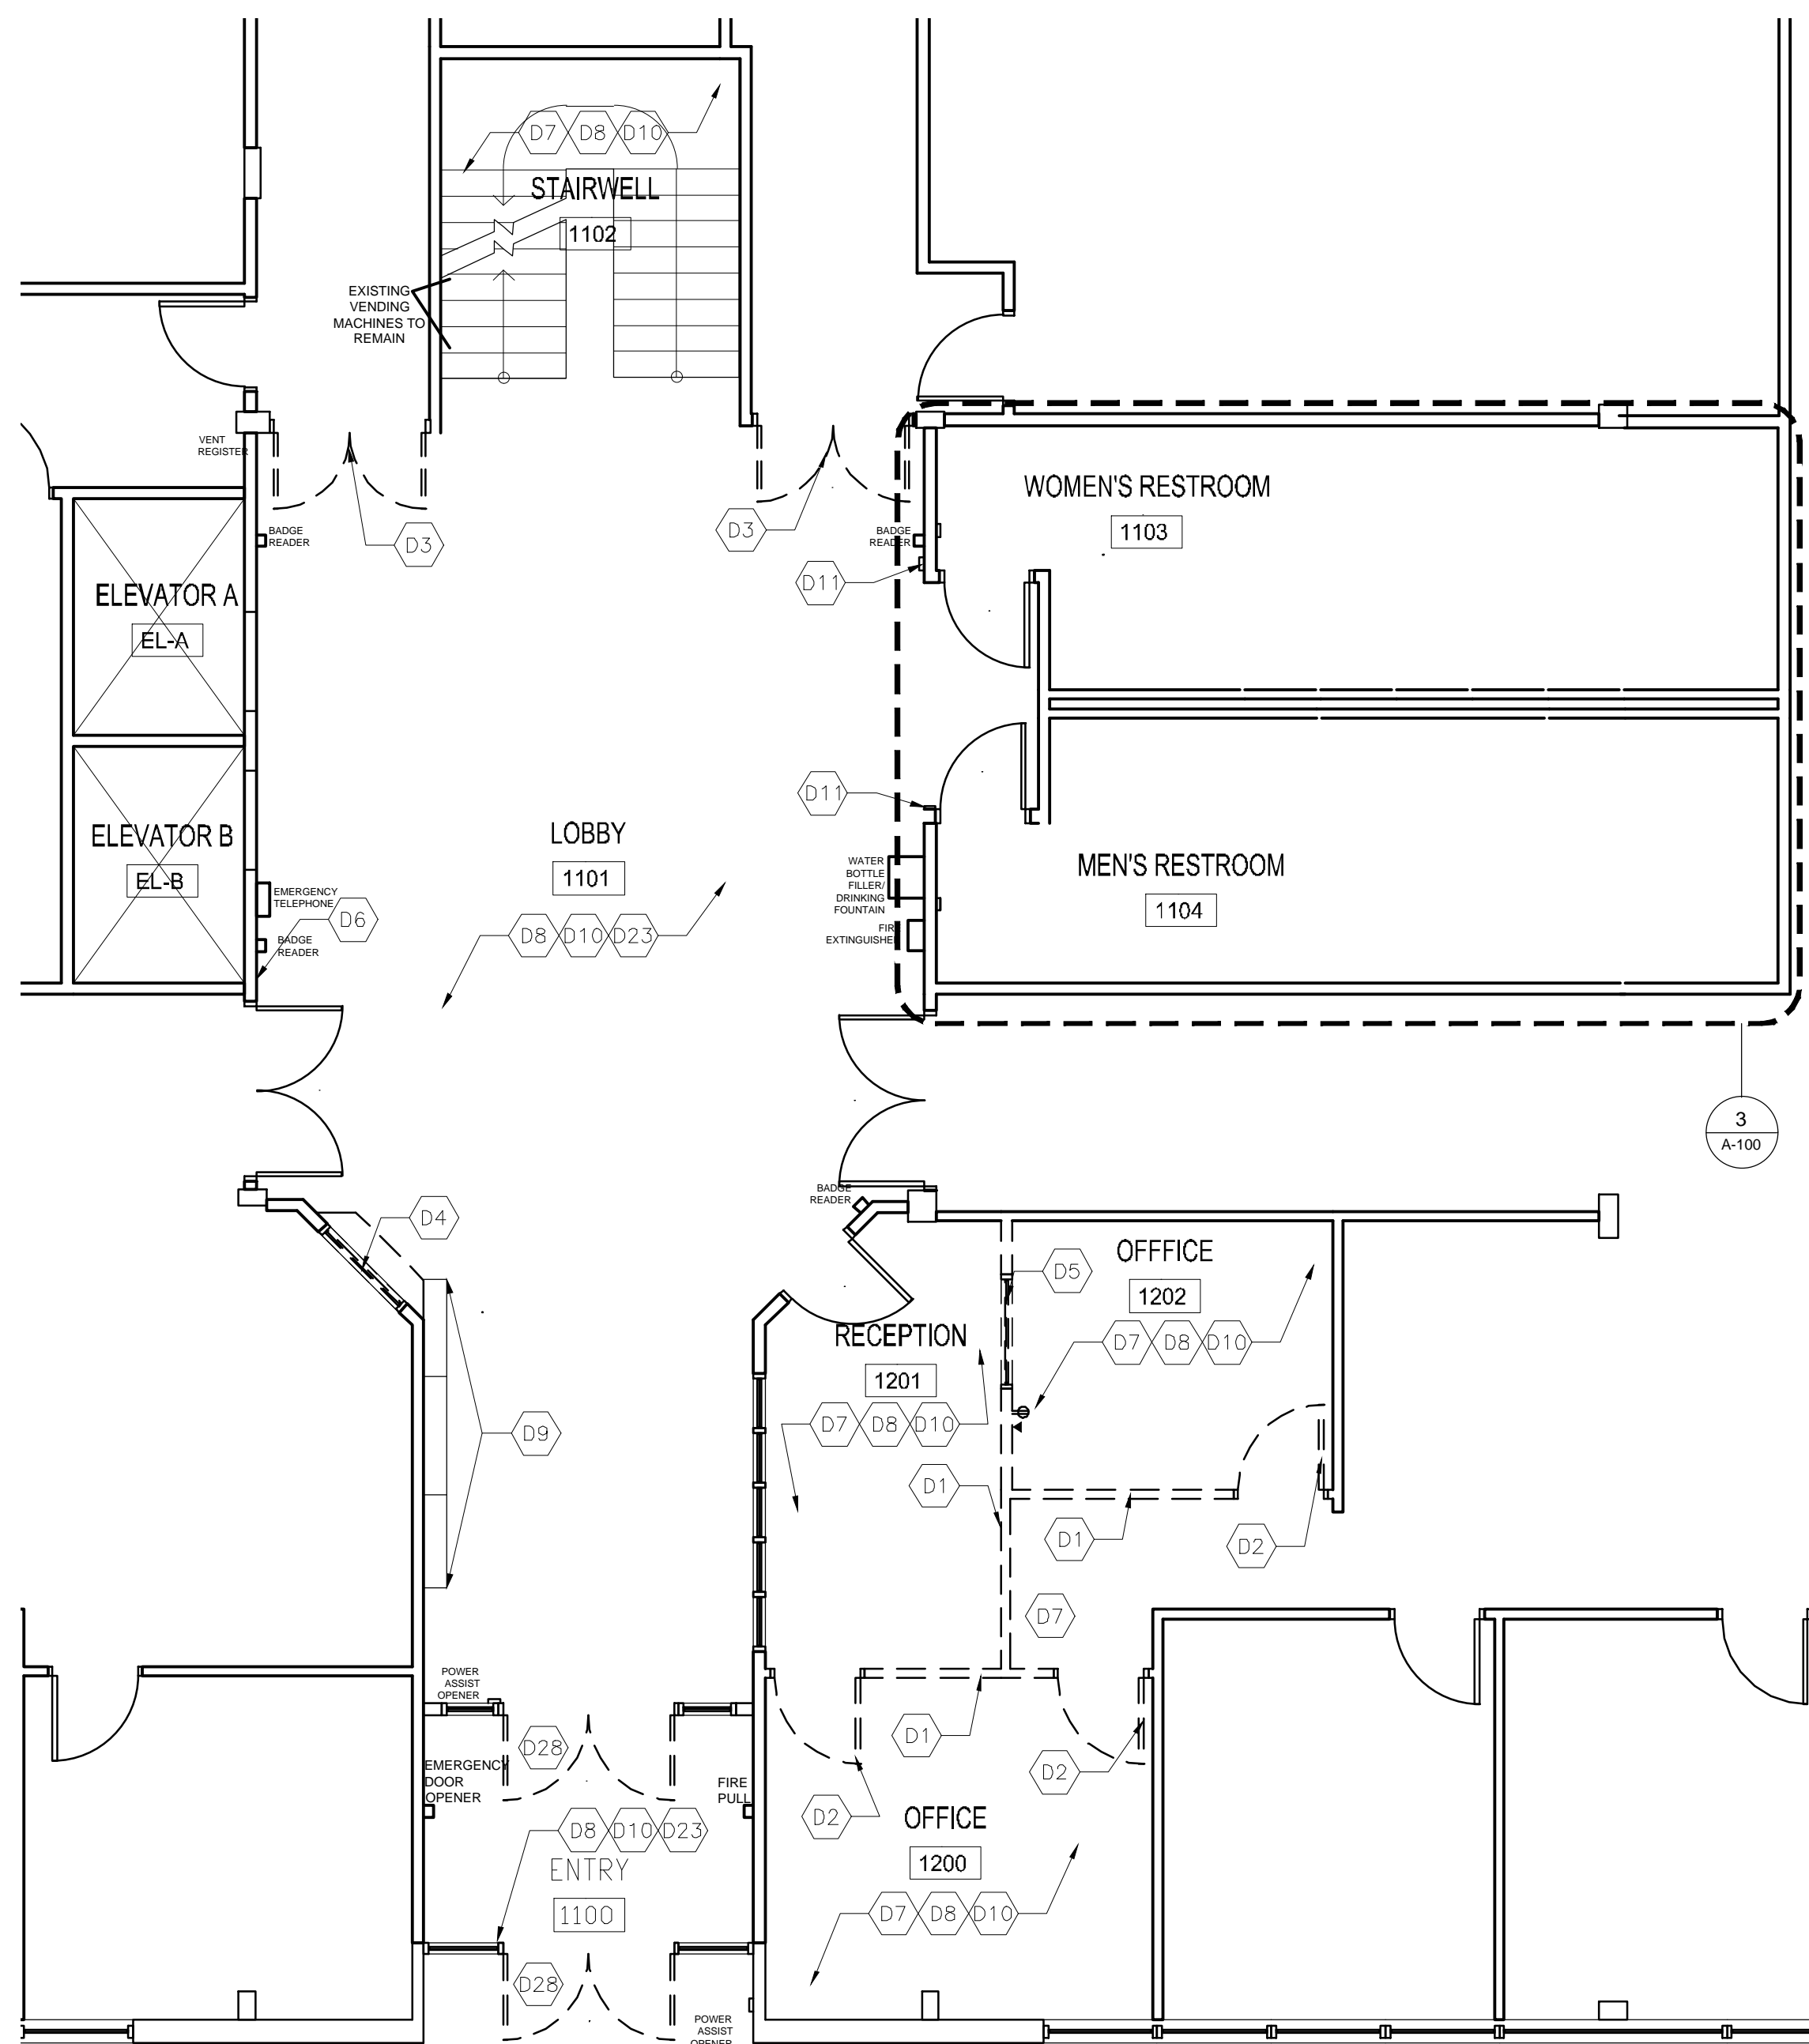 D7 D8 D10
STAIRWELL
1102
EXISTING
VENDING
MACHINES TO
REMAIN
VENT
REGISTER
D3
D3
BADGE
READER
BADGE
READER
D11
WOMEN'S RESTROOM
1103
ELEVATOR A
EL-A
D11
ELEVATOR B
EL-B
LOBBY
1101
D8 D10 D23
EMERGENCY
TELEPHONE
D6
BADGE
READER
WATER
BOTTLE
FILLER/
DRINKING
FOUNTAIN
FIR
EXTINGUISHE
MEN'S RESTROOM
1104
3
A-100
BADGE
READER
D4
D5
OFFFICE
1202
D7 D8 D10
RECEPTION
1201
D7 D8 D10
D9
D1
D1
D2
D7
POWER
ASSIST
OPENER
D28
D1
D2
EMERGENCY
DOOR
OPENER
FIRE
PULL
D2
OFFICE
1200
D7 D8 D10
D8 D10 D23
ENTRY
1100
D28
POWER
ASSIST
OPENER